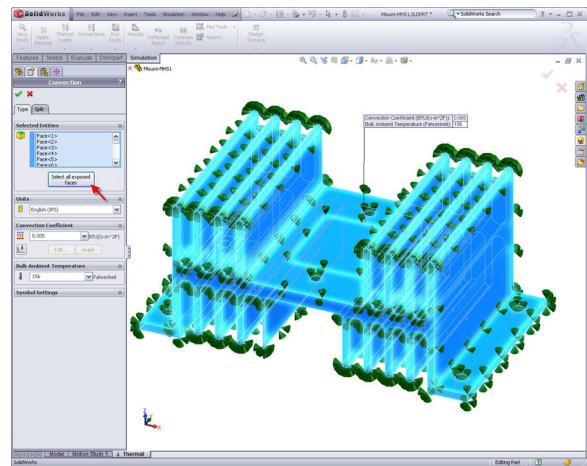 SolidWorks File Edit View Insert Tools Simulation Window Help Misumi-MHS1.SLDPRT * SolidWorks Search
New Study Apply Material Thermal Loads Connections Run Study Results Deformed Result Compare Results Plot Tools Report Design Scenario
Features Sketch Evaluate DimXpert Simulation
Misumi-MHS1
Convection ?
Type Split
Selected Entities
Face<1>
Face<2>
Face<3>
Face<4>
Face<5>
Face<6>
Select all exposed
faces
Units
English (IPS)
Convection Coefficient
0.005 BTU/(s·in^2·F)
Edit... Graph
Bulk Ambient Temperature
156 Fahrenheit
Symbol Settings
Convection Coefficient (BTU/(s·in^2·F)): 0.005
Bulk Ambient Temperature (Fahrenheit): 156
Model Motion Study 1 Thermal
SolidWorks Editing Part